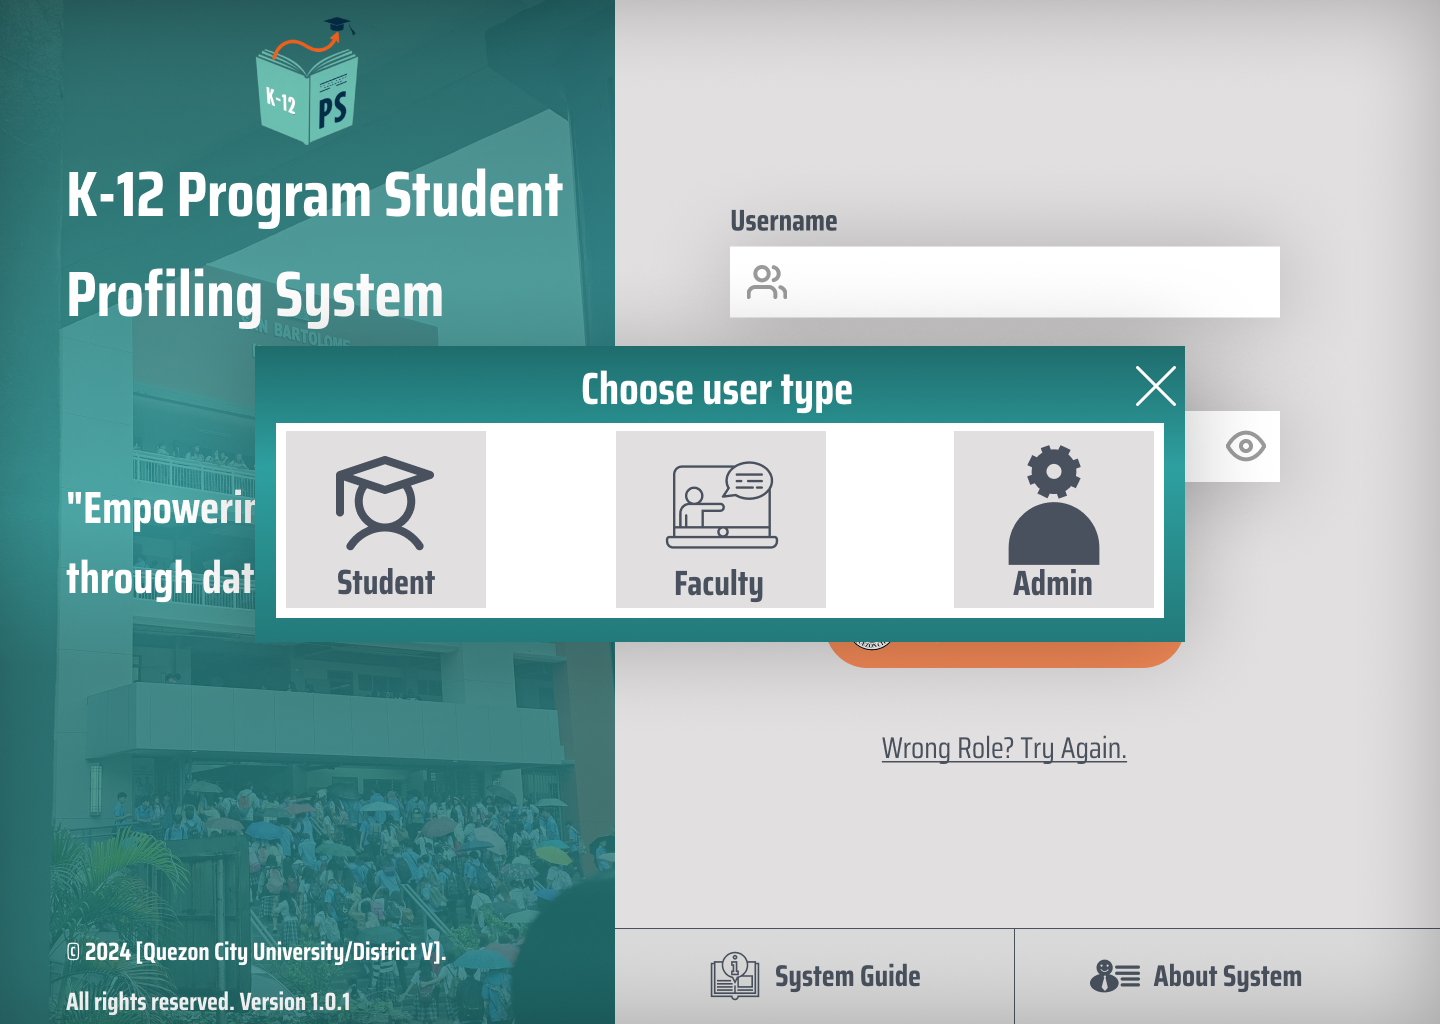 K-12
PS
K-12 Program Student
Profiling System
"Empowerin
through dat
© 2024 [Quezon City University/District V].
All rights reserved. Version 1.0.1
Username
Choose user type
Student
Faculty
Admin
Wrong Role? Try Again.
System Guide
About System